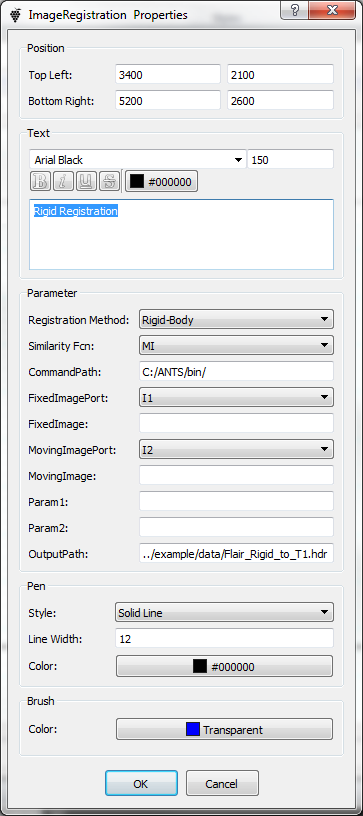 ImageRegistration Properties
Position
Top Left: 3400 2100
Bottom Right: 5200 2600
Text
Arial Black 150
B i U S #000000
Rigid Registration
Parameter
Registration Method: Rigid-Body
Similarity Fcn: MI
CommandPath: C:/ANTS/bin/
FixedImagePort: I1
FixedImage:
MovingImagePort: I2
MovingImage:
Param1:
Param2:
OutputPath: ../example/data/Flair_Rigid_to_T1.hdr
Pen
Style: Solid Line
Line Width: 12
Color: #000000
Brush
Color: Transparent
OK Cancel